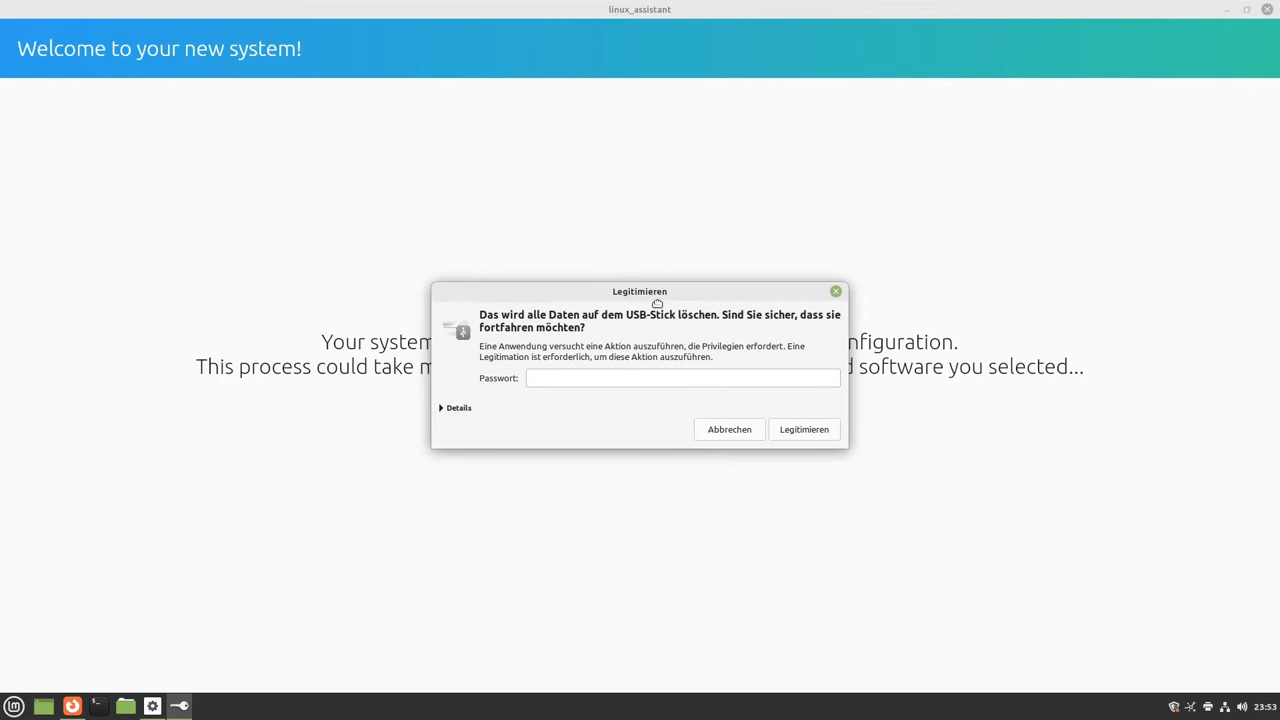 linux_assistant
Welcome to your new system!
Legitimieren
Das wird alle Daten auf dem USB-Stick löschen. Sind Sie sicher, dass sie
fortfahren möchten?
Eine Anwendung versucht eine Aktion auszuführen, die Privilegien erfordert. Eine
Legitimation ist erforderlich, um diese Aktion auszuführen.
Passwort:
Details
Abbrechen Legitimieren
Your system
This process could take
software you selected...
23:53